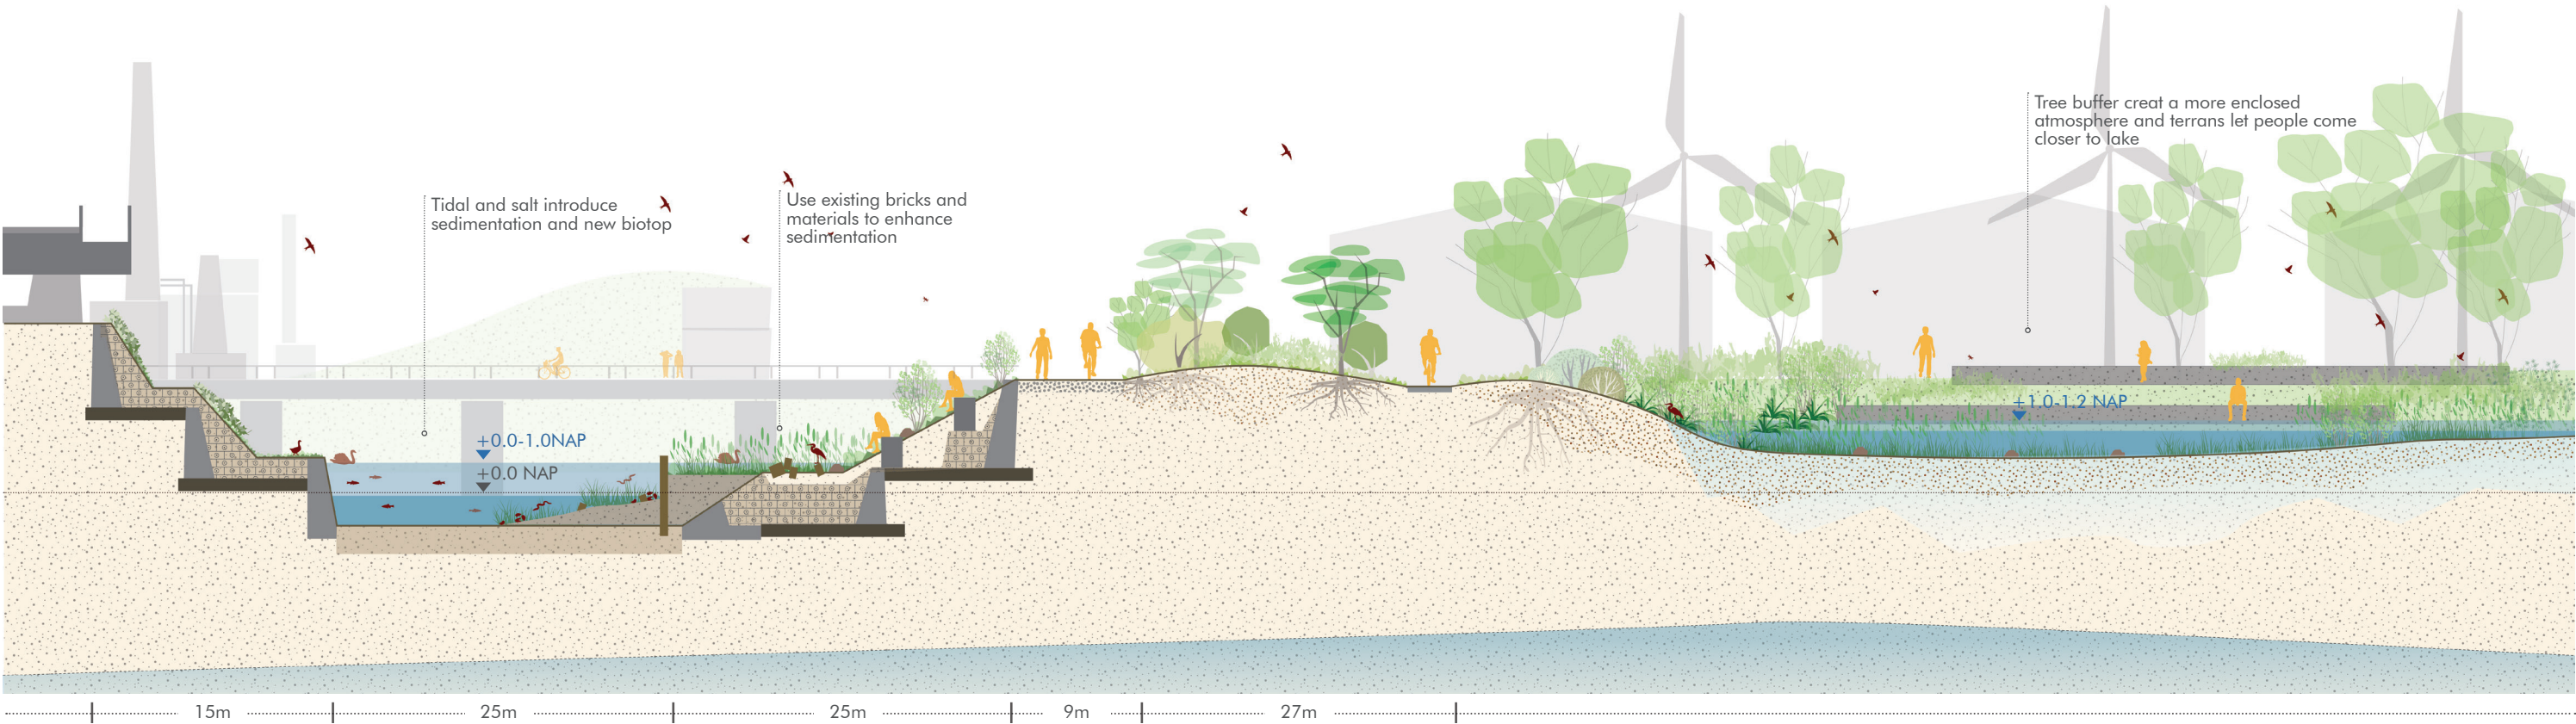 Tidal and salt introduce
sedimentation and new biotop
Use existing bricks and
materials to enhance
sedimentation
Tree buffer creat a more enclosed
atmosphere and terrans let people come
closer to lake
+0.0-1.0NAP
+0.0 NAP
+1.0-1.2 NAP
15m
25m
25m
9m
27m